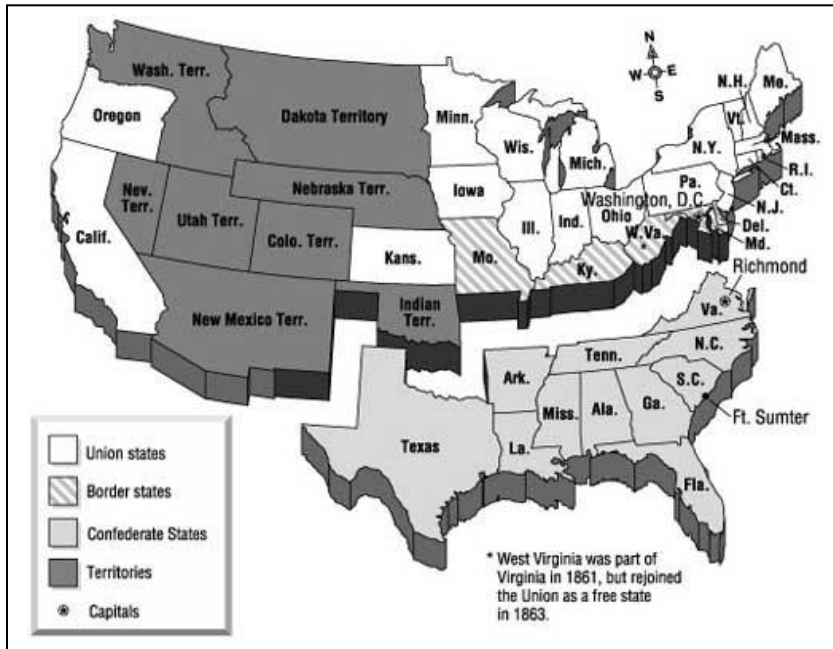 N
W E
S
Wash. Terr.
Oregon
Dakota Territory
Minn.
Wis.
Mich.
N.H.
Me.
Vt.
N.Y.
Mass.
R.I.
Ct.
N.J.
Del.
Md.
Pa.
Washington, D.C.
Nev.
Terr.
Utah Terr.
Nebraska Terr.
Colo. Terr.
Iowa
Ill.
Ind.
Ohio
W.Va.
*
Calif.
Kans.
Mo.
Ky.
New Mexico Terr.
Indian
Terr.
Richmond
Va.
N.C.
Tenn.
S.C.
Ark.
Miss.
Ala.
Ga.
Ft. Sumter
Texas
La.
Fla.
Union states
Border states
Confederate States
Territories
Capitals
* West Virginia was part of
Virginia in 1861, but rejoined
the Union as a free state
in 1863.